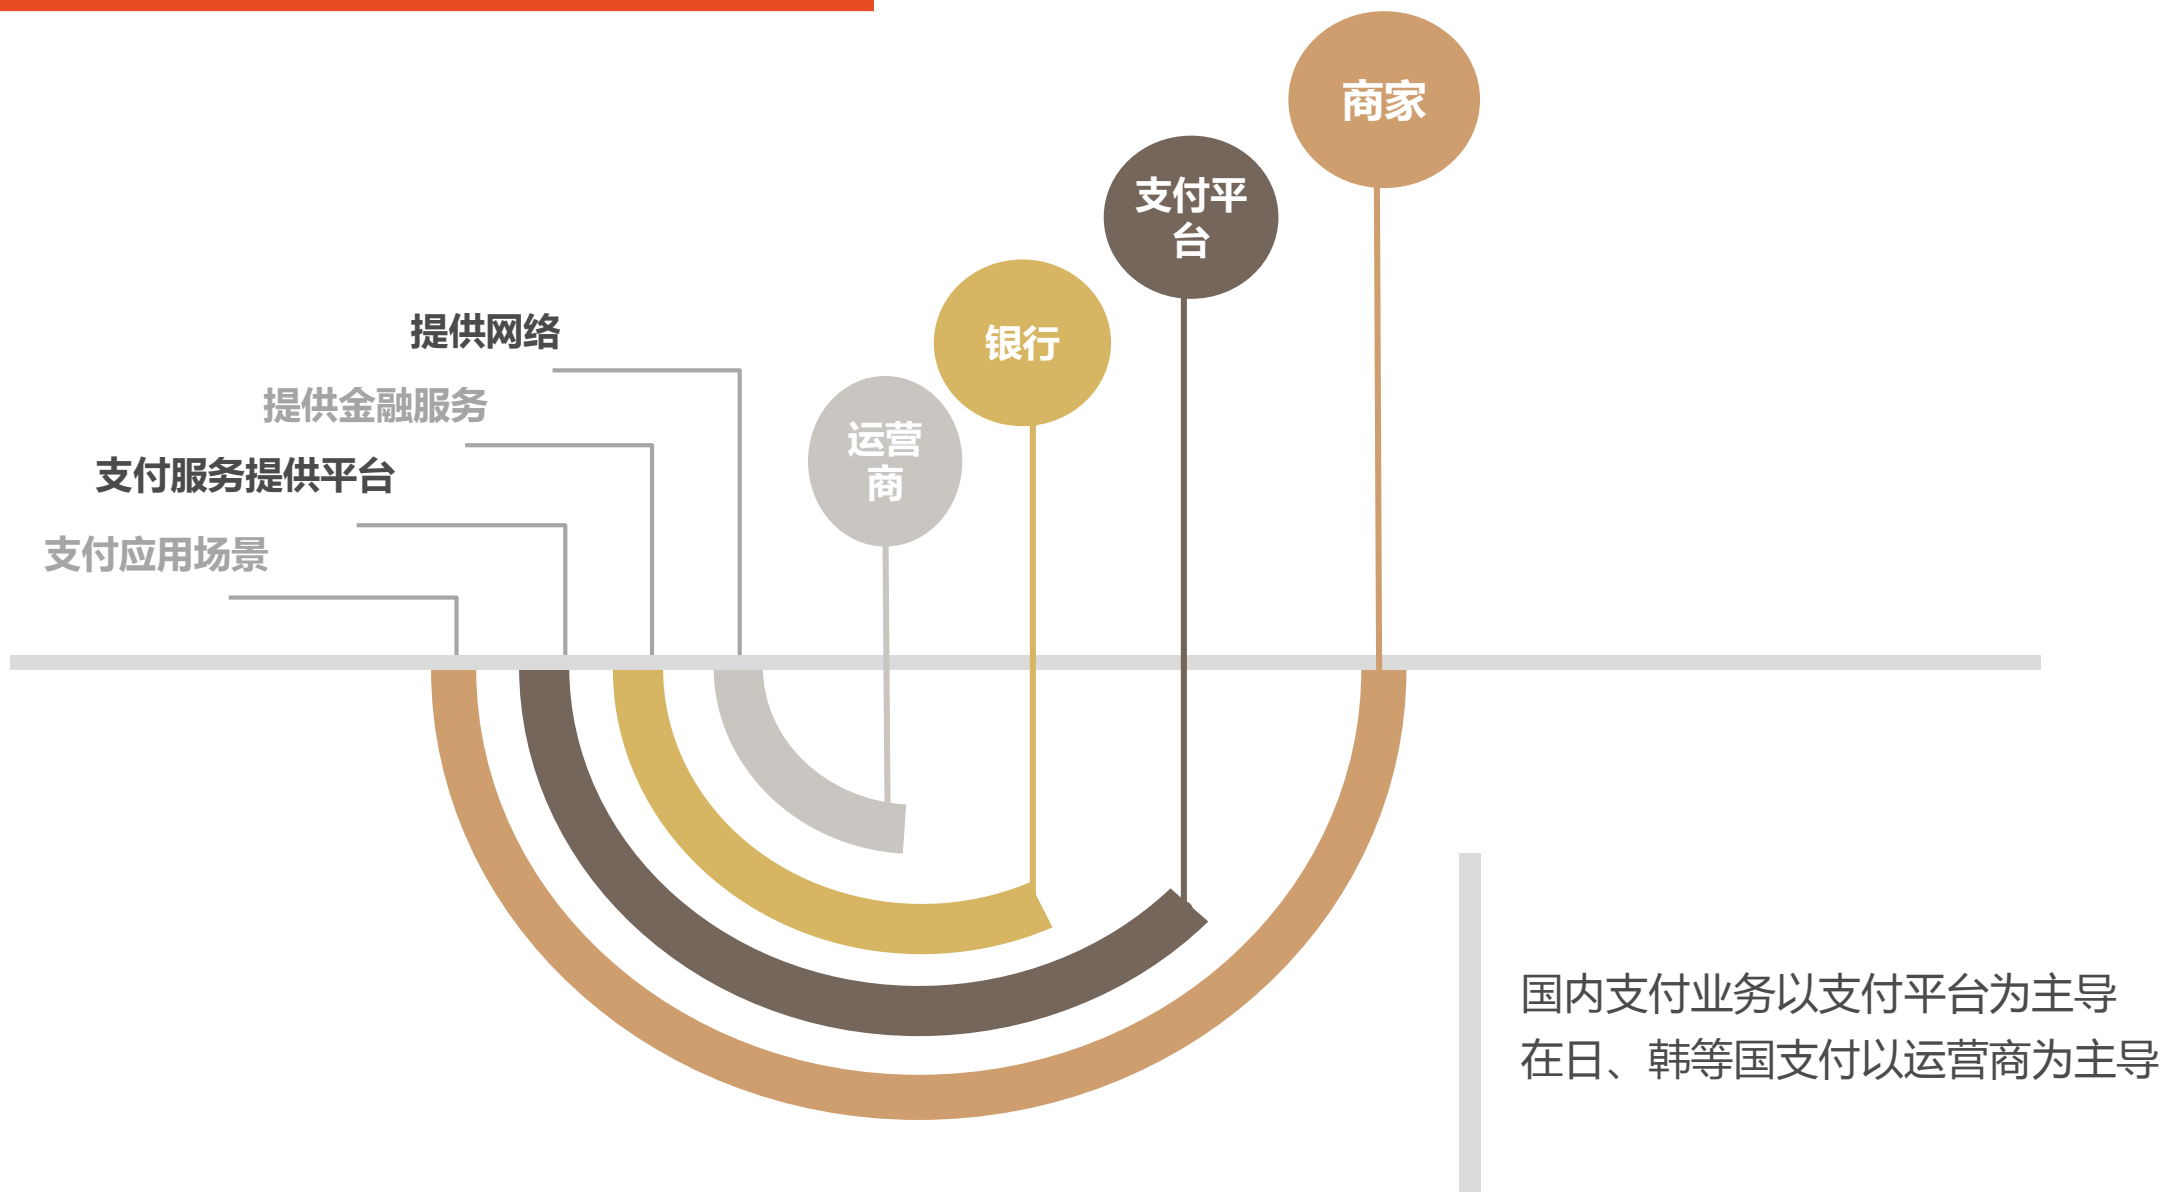 商家
支付平
台
银行
运营
商
提供网络
提供金融服务
支付服务提供平台
支付应用场景
国内支付业务以支付平台为主导
在日、韩等国支付以运营商为主导